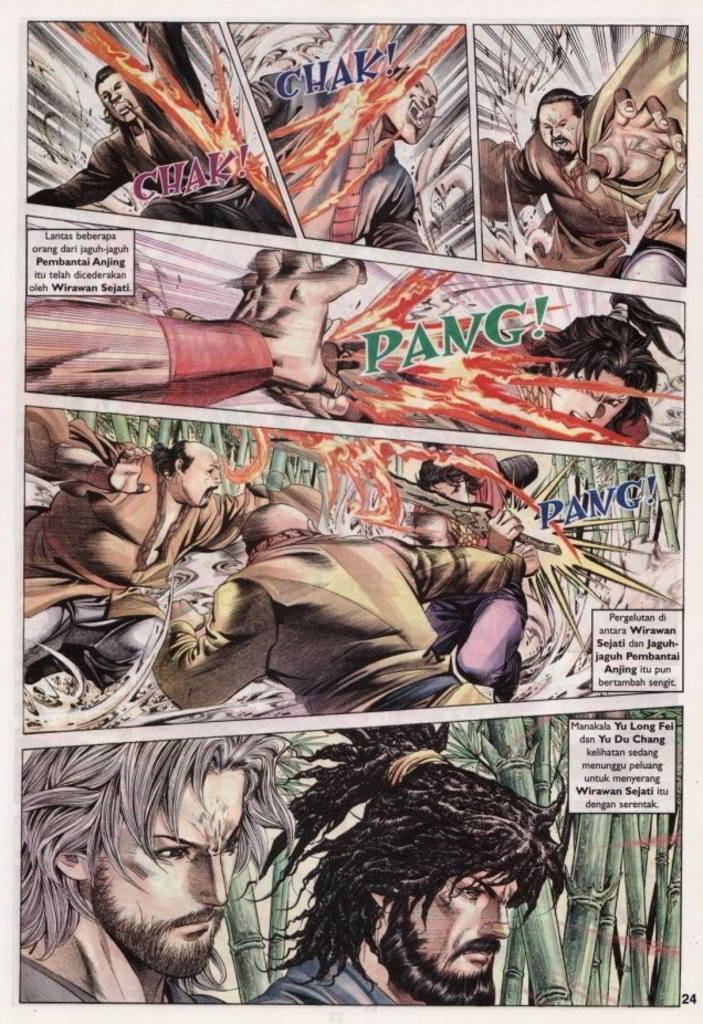 CHAK!
CHAK!
Lantas beberapa
orang dari jaguh-jaguh
Pembantai Anjing
itu telah dicederakan
oleh Wirawan Sejati.
PANG!
PANG!
Pergelutan di
antara Wirawan
Sejati dan Jaguh-
jaguh Pembantai
Anjing itu pun
bertambah sengit.
Manakala Yu Long Fei
dan Yu Du Chang
kelihatan sedang
menunggu peluang
untuk menyerang
Wirawan Sejati itu
dengan serentak.
24